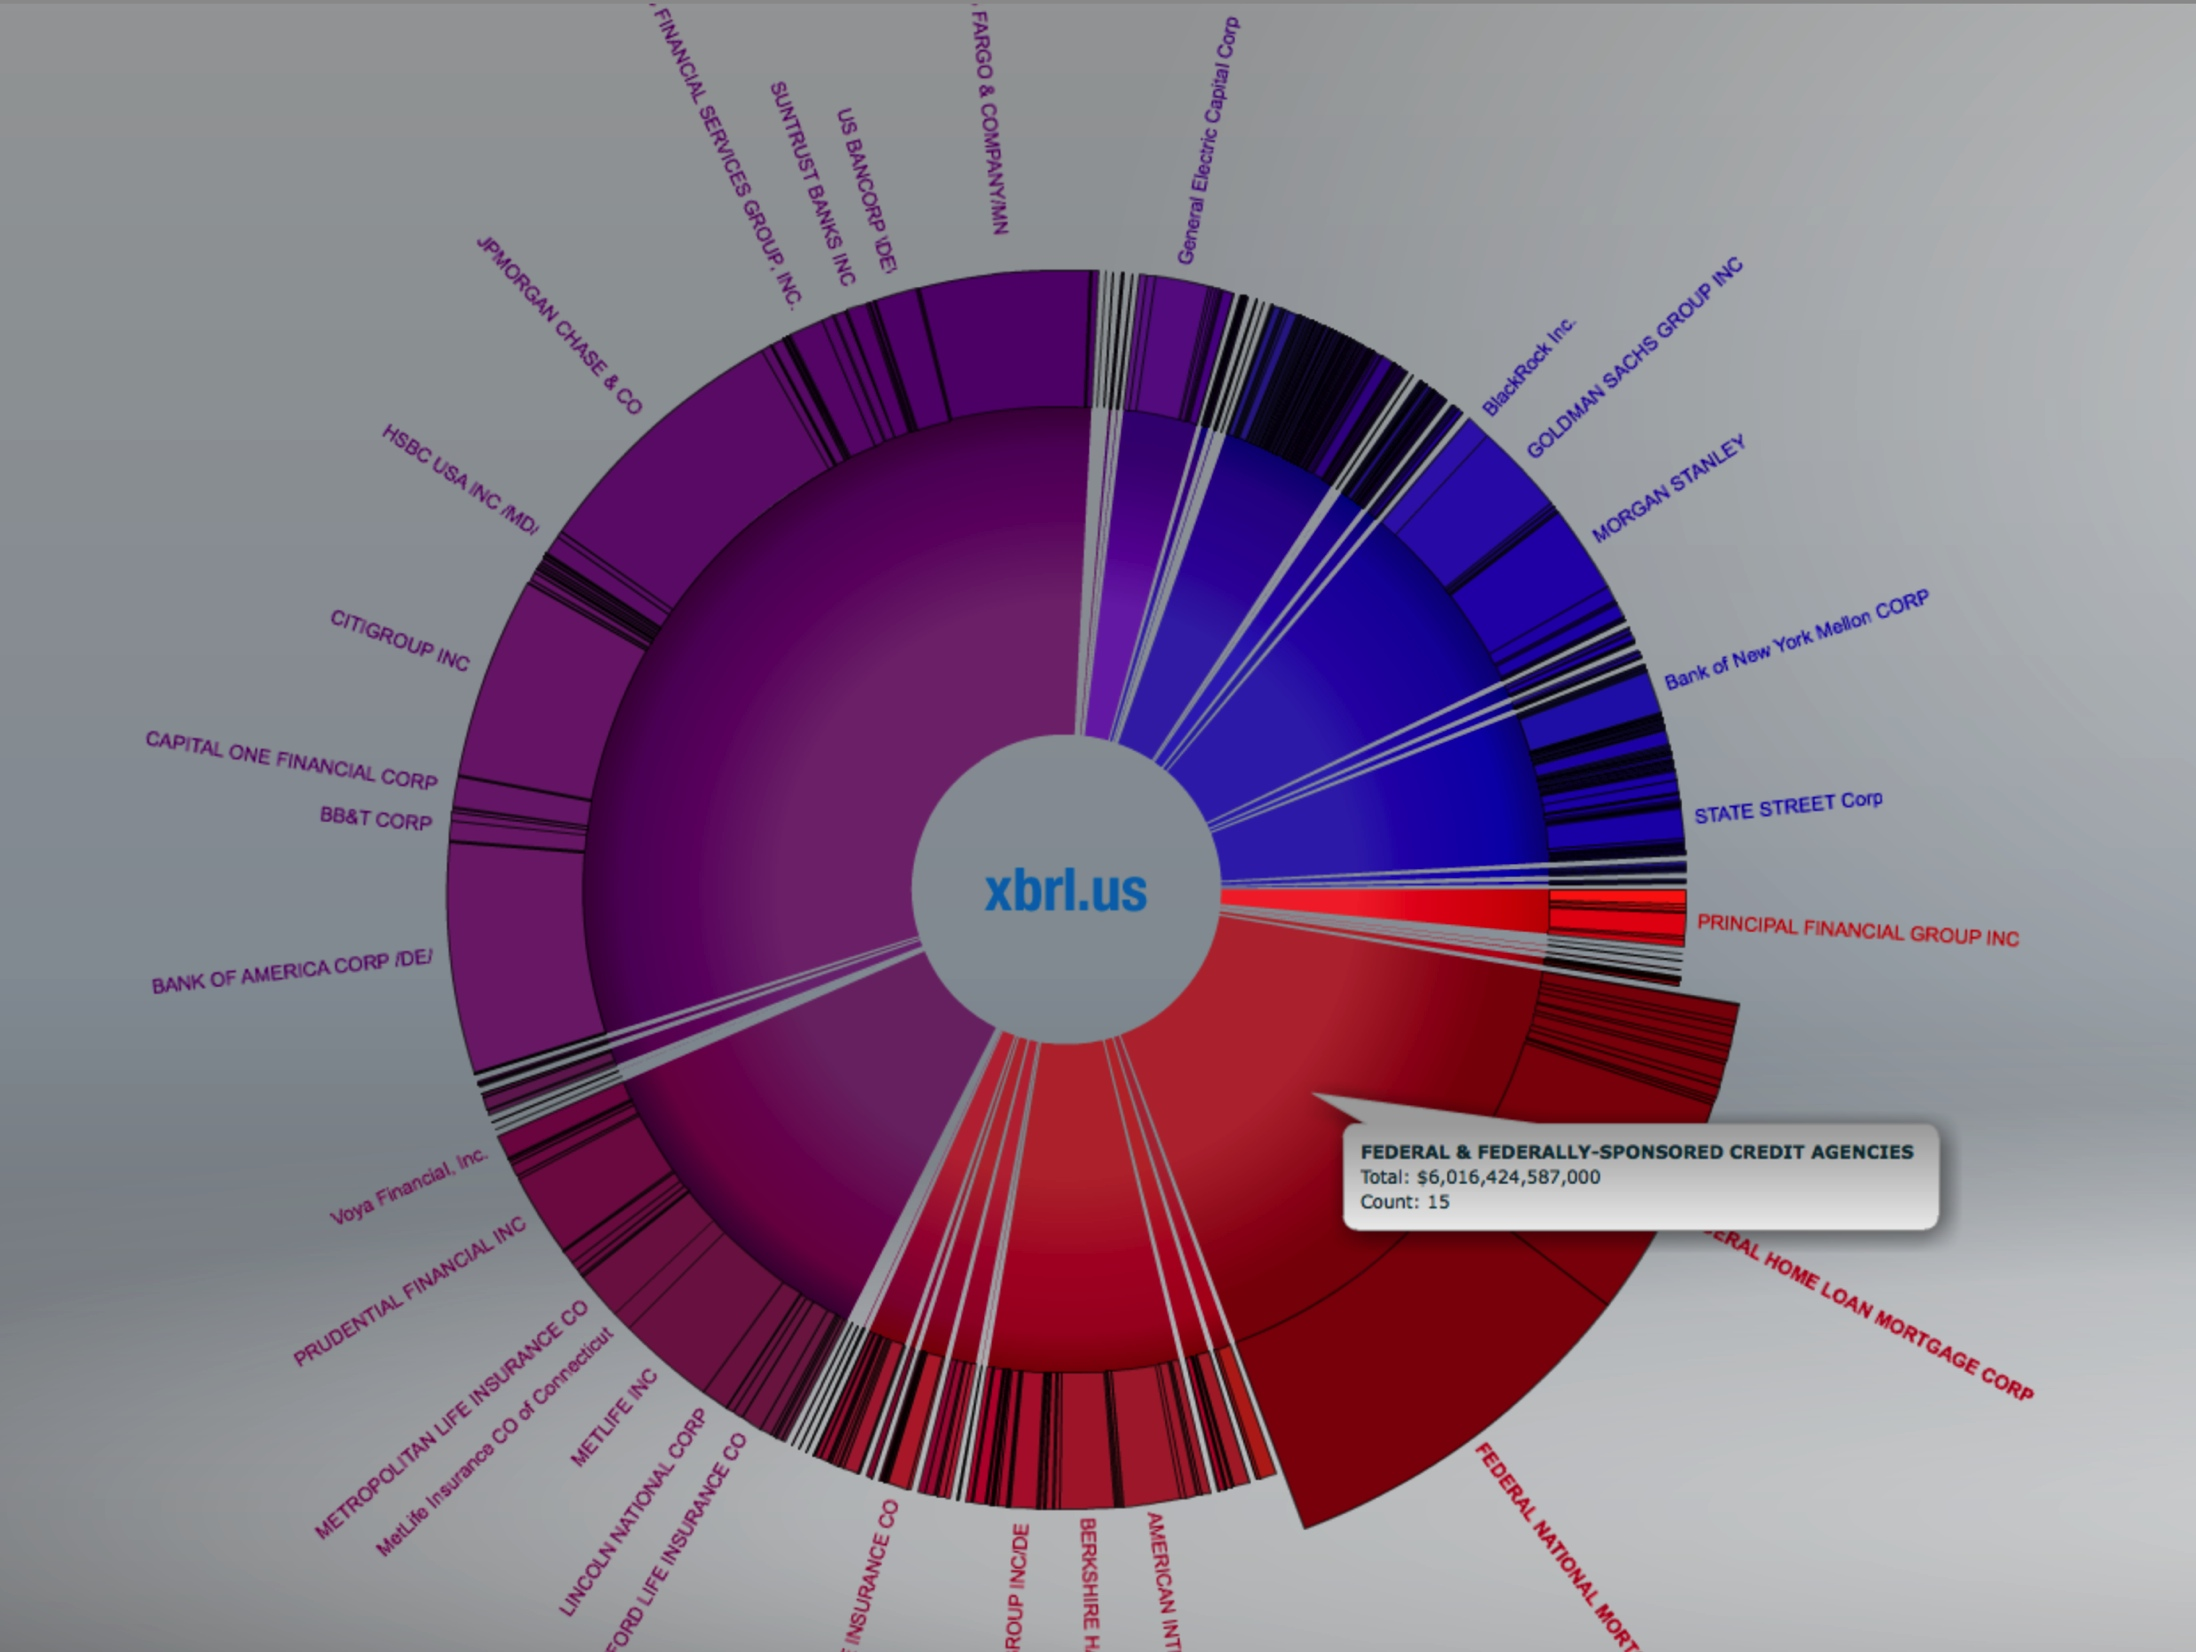 FINANCIAL SERVICES GROUP, INC.
SUNTRUST BANKS INC
US BANCORP \DE\
FARGO & COMPANY/MN
General Electric Capital Corp
JPMORGAN CHASE & CO
HSBC USA INC /MD/
CITIGROUP INC
CAPITAL ONE FINANCIAL CORP
BB&T CORP
BANK OF AMERICA CORP /DE/
BlackRock Inc.
GOLDMAN SACHS GROUP INC
MORGAN STANLEY
Bank of New York Mellon CORP
STATE STREET Corp
xbrl.us
PRINCIPAL FINANCIAL GROUP INC
FEDERAL & FEDERALLY-SPONSORED CREDIT AGENCIES
Total: $6,016,424,587,000
Count: 15
HOME LOAN MORTGAGE CORP
FEDERAL NATIONAL
Voya Financial, Inc.
PRUDENTIAL FINANCIAL INC
METROPOLITAN LIFE INSURANCE CO
MetLife Insurance CO of Connecticut
METLIFE INC
LINCOLN NATIONAL CORP
LIFE INSURANCE CO
INSURANCE CO
INC/DE
BERKSHIRE
AMERICAN